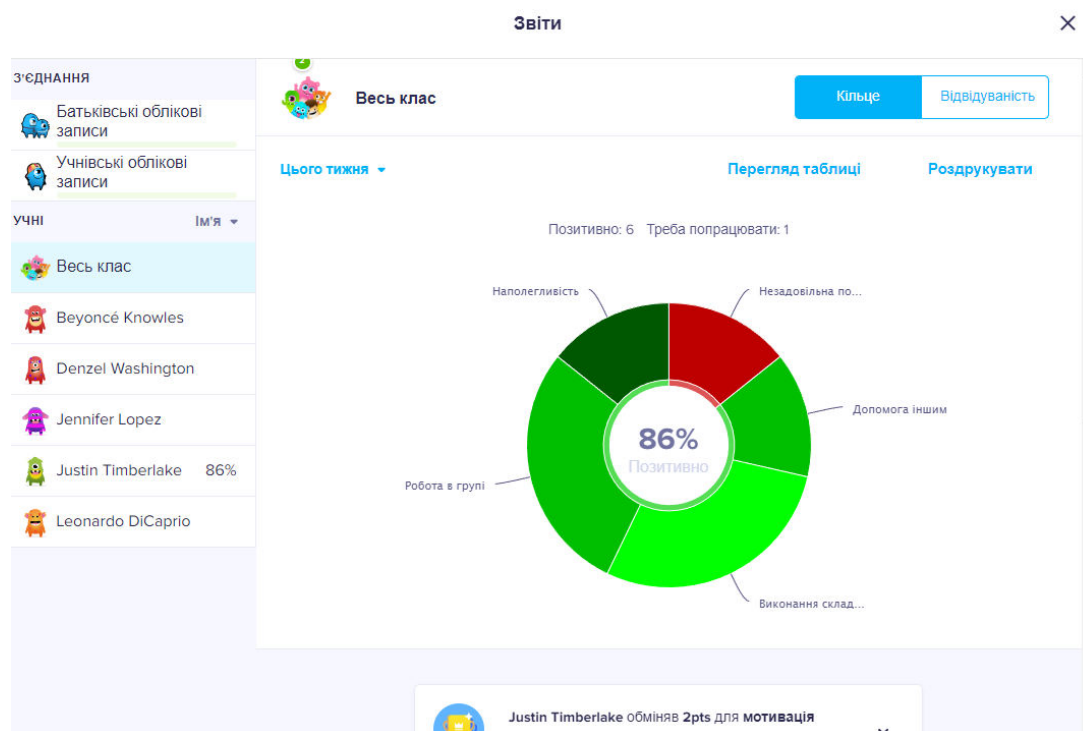 Звіти
З'ЄДНАННЯ
Батьківські облікові
записи
Учнівські облікові
записи
УЧНІ Ім'я
Весь клас
Beyoncé Knowles
Denzel Washington
Jennifer Lopez
Justin Timberlake 86%
Leonardo DiCaprio
2
Весь клас
Кільце Відвідуваність
Цього тижня Перегляд таблиці Роздрукувати
Позитивно: 6 Треба попрацювати: 1
Наполегливість
Незадовільна по...
Допомога іншим
86%
Позитивно
Робота в групі
Виконання склад...
Justin Timberlake обміняв 2pts для мотивація